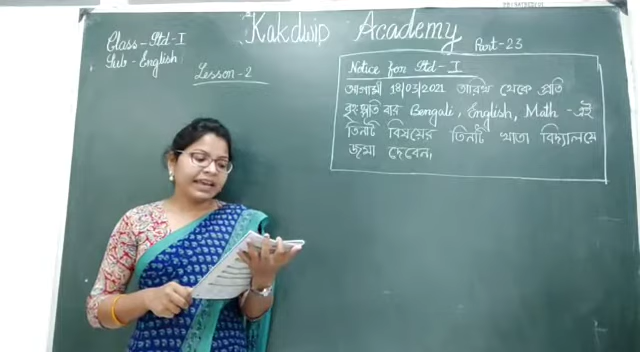 Kakdwip Academy
Class - Std - I
Sub - English
Part - 23
Lesson - 2
Notice for Std - I
আগামী 18/03/2021 তারিখ থেকে প্রতি
বৃহস্পতি বার Bengali, English, Math - এই
তিনটি বিষয়ের তিনটি খাতা বিদ্যালয়ে
জমা দেবেন।